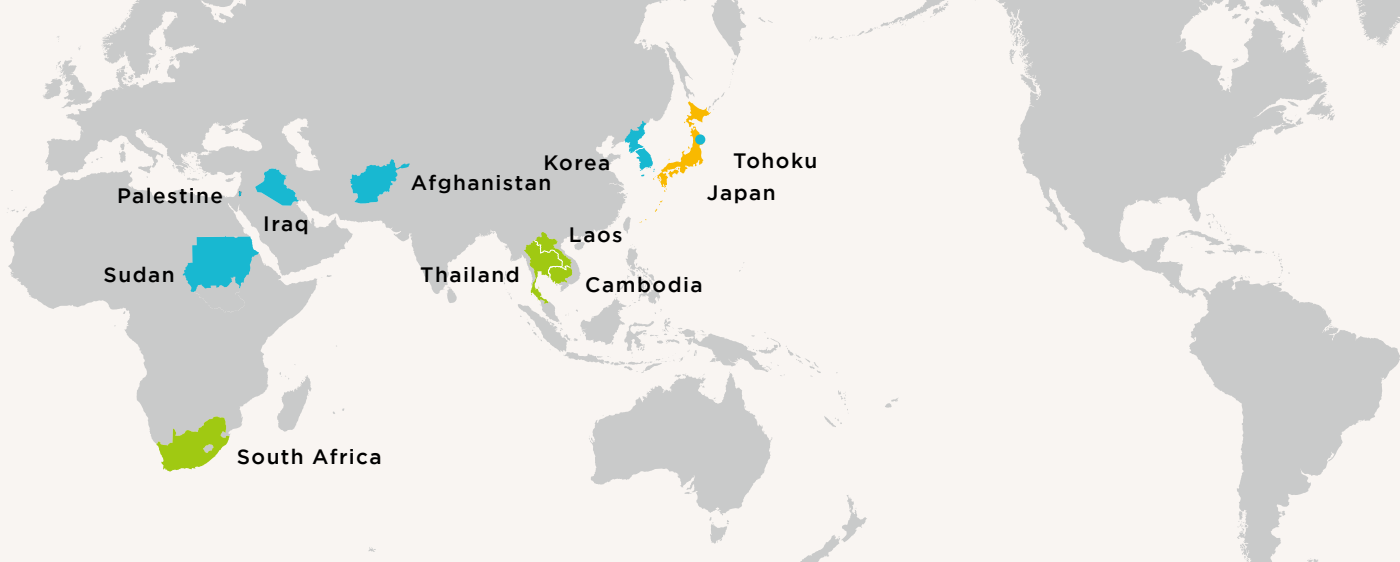 Korea
Tohoku
Afghanistan
Palestine
Japan
Iraq
Laos
Sudan
Thailand
Cambodia
South Africa